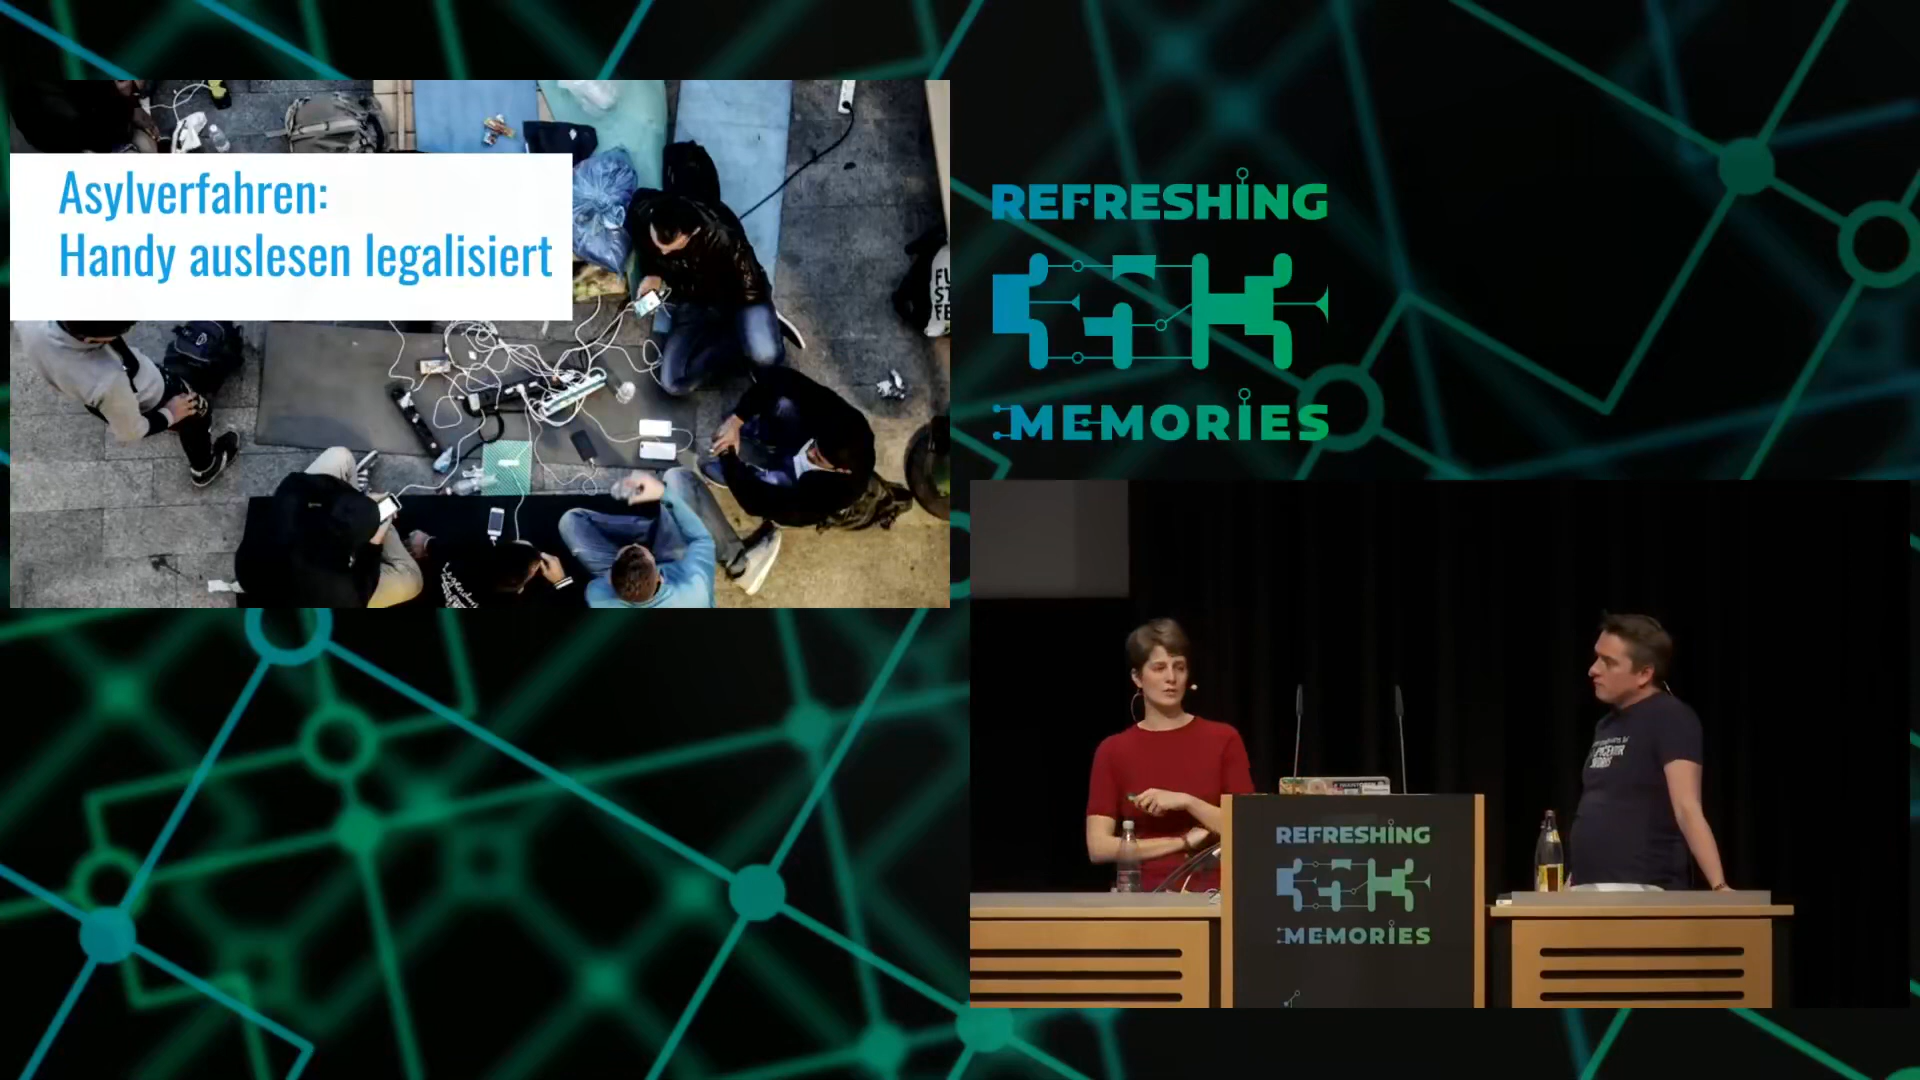 Asylverfahren:
Handy auslesen legalisiert
REFRESHING
MEMORIES
REFRESHING
MEMORIES